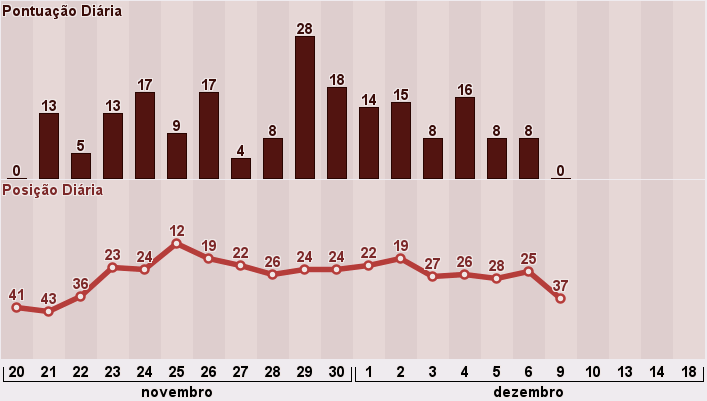 Pontuação Diária
0 13 5 13 17 9 17 4 8 28 18 14 15 8 16 8 8 0
Posição Diária
41 43 36 23 24 12 19 22 26 24 24 22 19 27 26 28 25 37
20 21 22 23 24 25 26 27 28 29 30 1 2 3 4 5 6 9 10 13 14 18
novembro dezembro